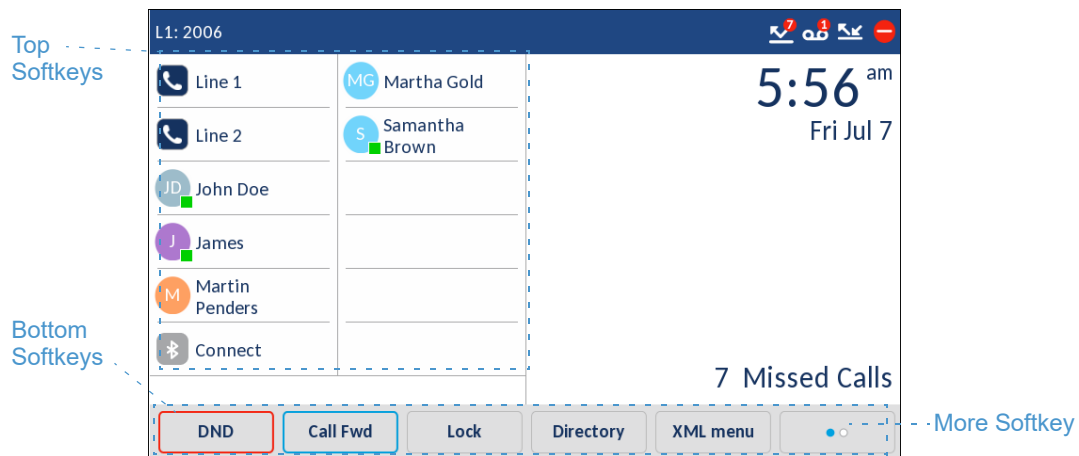 Top
Softkeys
L1: 2006
7
1
Line 1
Line 2
JD
John Doe
J
James
M
Martin
Penders
Connect
MG
Martha Gold
S
Samantha
Brown
5:56 am
Fri Jul 7
7 Missed Calls
Bottom
Softkeys
DND
Call Fwd
Lock
Directory
XML menu
More Softkey